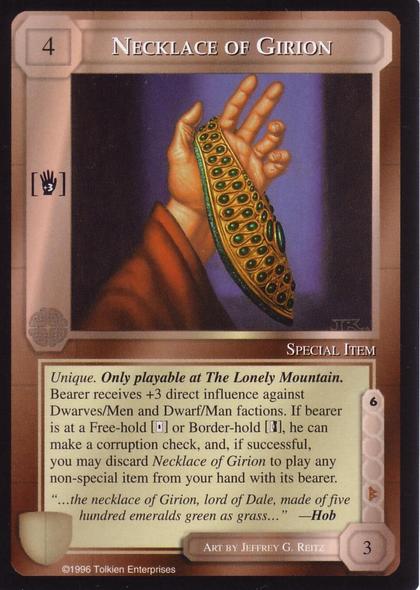 4
NECKLACE OF GIRION
[+3]
JTR
SPECIAL ITEM
Unique. Only playable at The Lonely Mountain.
Bearer receives +3 direct influence against
Dwarves/Men and Dwarf/Man factions. If bearer
is at a Free-hold [] or Border-hold [], he can
make a corruption check, and, if successful,
you may discard Necklace of Girion to play any
non-special item from your hand with its bearer.
6
"...the necklace of Girion, lord of Dale, made of five
hundred emeralds green as grass..." —Hob
ART BY JEFFREY G. REITZ
3
©1996 Tolkien Enterprises